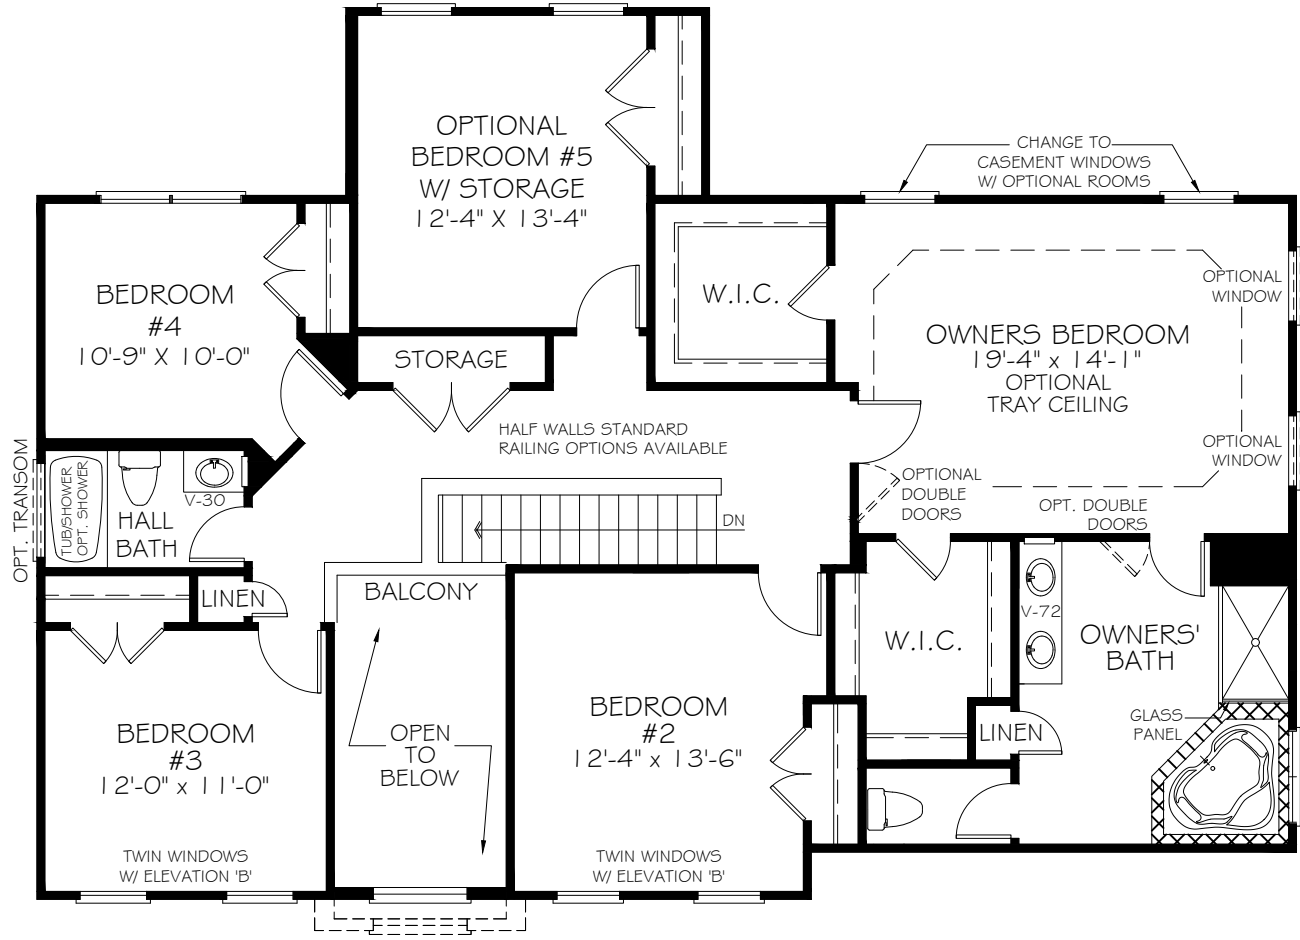 OPTIONAL
BEDROOM #5
W/ STORAGE
12'-4" X 13'-4"
CHANGE TO
CASEMENT WINDOWS
W/ OPTIONAL ROOMS
BEDROOM
#4
10'-9" X 10'-0"
W.I.C.
OPTIONAL
WINDOW
OWNERS BEDROOM
19'-4" x 14'-1"
OPTIONAL
TRAY CEILING
STORAGE
HALF WALLS STANDARD
RAILING OPTIONS AVAILABLE
OPTIONAL
WINDOW
OPTIONAL
DOUBLE
DOORS
OPT. DOUBLE
DOORS
OPT. TRANSOM
TUB/SHOWER
OPT. SHOWER
V-30
HALL
BATH
DN
LINEN
BALCONY
V-72
W.I.C.
OWNERS'
BATH
BEDROOM
#3
12'-0" x 11'-0"
OPEN
TO
BELOW
BEDROOM
#2
12'-4" x 13'-6"
LINEN
GLASS
PANEL
TWIN WINDOWS
W/ ELEVATION 'B'
TWIN WINDOWS
W/ ELEVATION 'B'